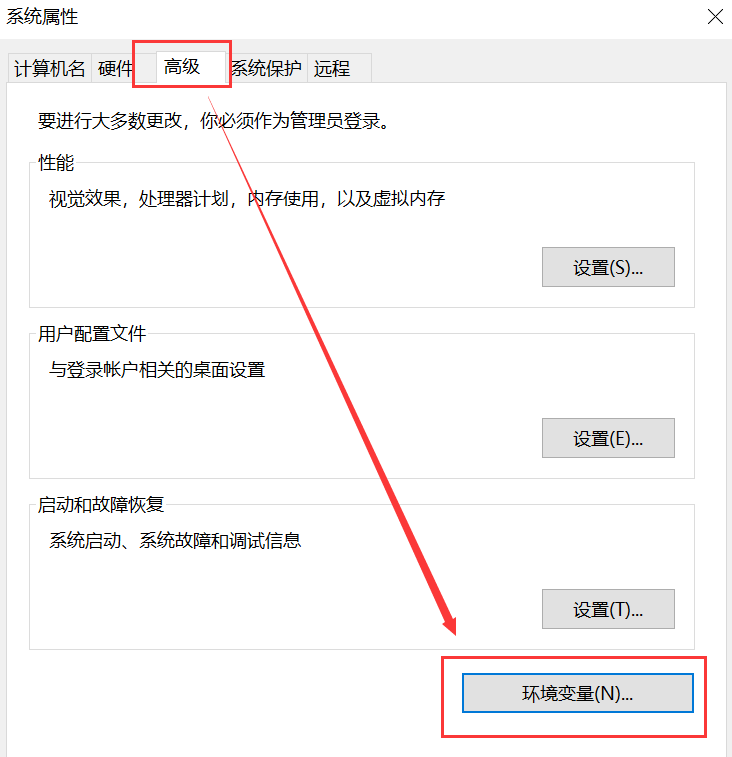 系统属性
计算机名 硬件 高级 系统保护 远程
要进行大多数更改，你必须作为管理员登录。
性能
视觉效果，处理器计划，内存使用，以及虚拟内存
设置(S)...
用户配置文件
与登录帐户相关的桌面设置
设置(E)...
启动和故障恢复
系统启动、系统故障和调试信息
设置(T)...
环境变量(N)...